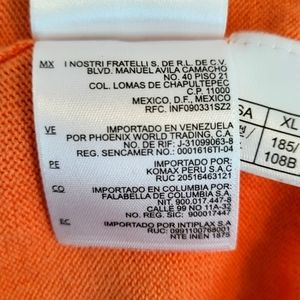 MX I NOSTRI FRATELLI S. DE R.L. DE C.V.
BLVD. MANUEL AVILA CAMACHO
NO. 40 PISO 21
COL. LOMAS DE CHAPULTEPEC
C.P. 11000
MEXICO, D.F., MEXICO
R.F.C. INF090331SZ2
VE IMPORTADO EN VENEZUELA
POR PHOENIX WORLD TRADING, C.A.
NO. DE RIF: J-31099063-8
REG. SENCAMER NO.: 0001616TI-04
PE IMPORTADO POR:
KOMAX PERU S.A.C
RUC 20516463121
CO IMPORTADO EN COLUMBIA POR:
FALABELLA DE COLUMBIA S.A.
NIT. 900.017.447-8
CALLE 99 NO 11A-32
NO. REG. SIC: 900017447
EC IMPORTADO POR INTIPLAX S.A.
RUC: 0991100768001
NTE INEN 1875
SA XL
185/
108B